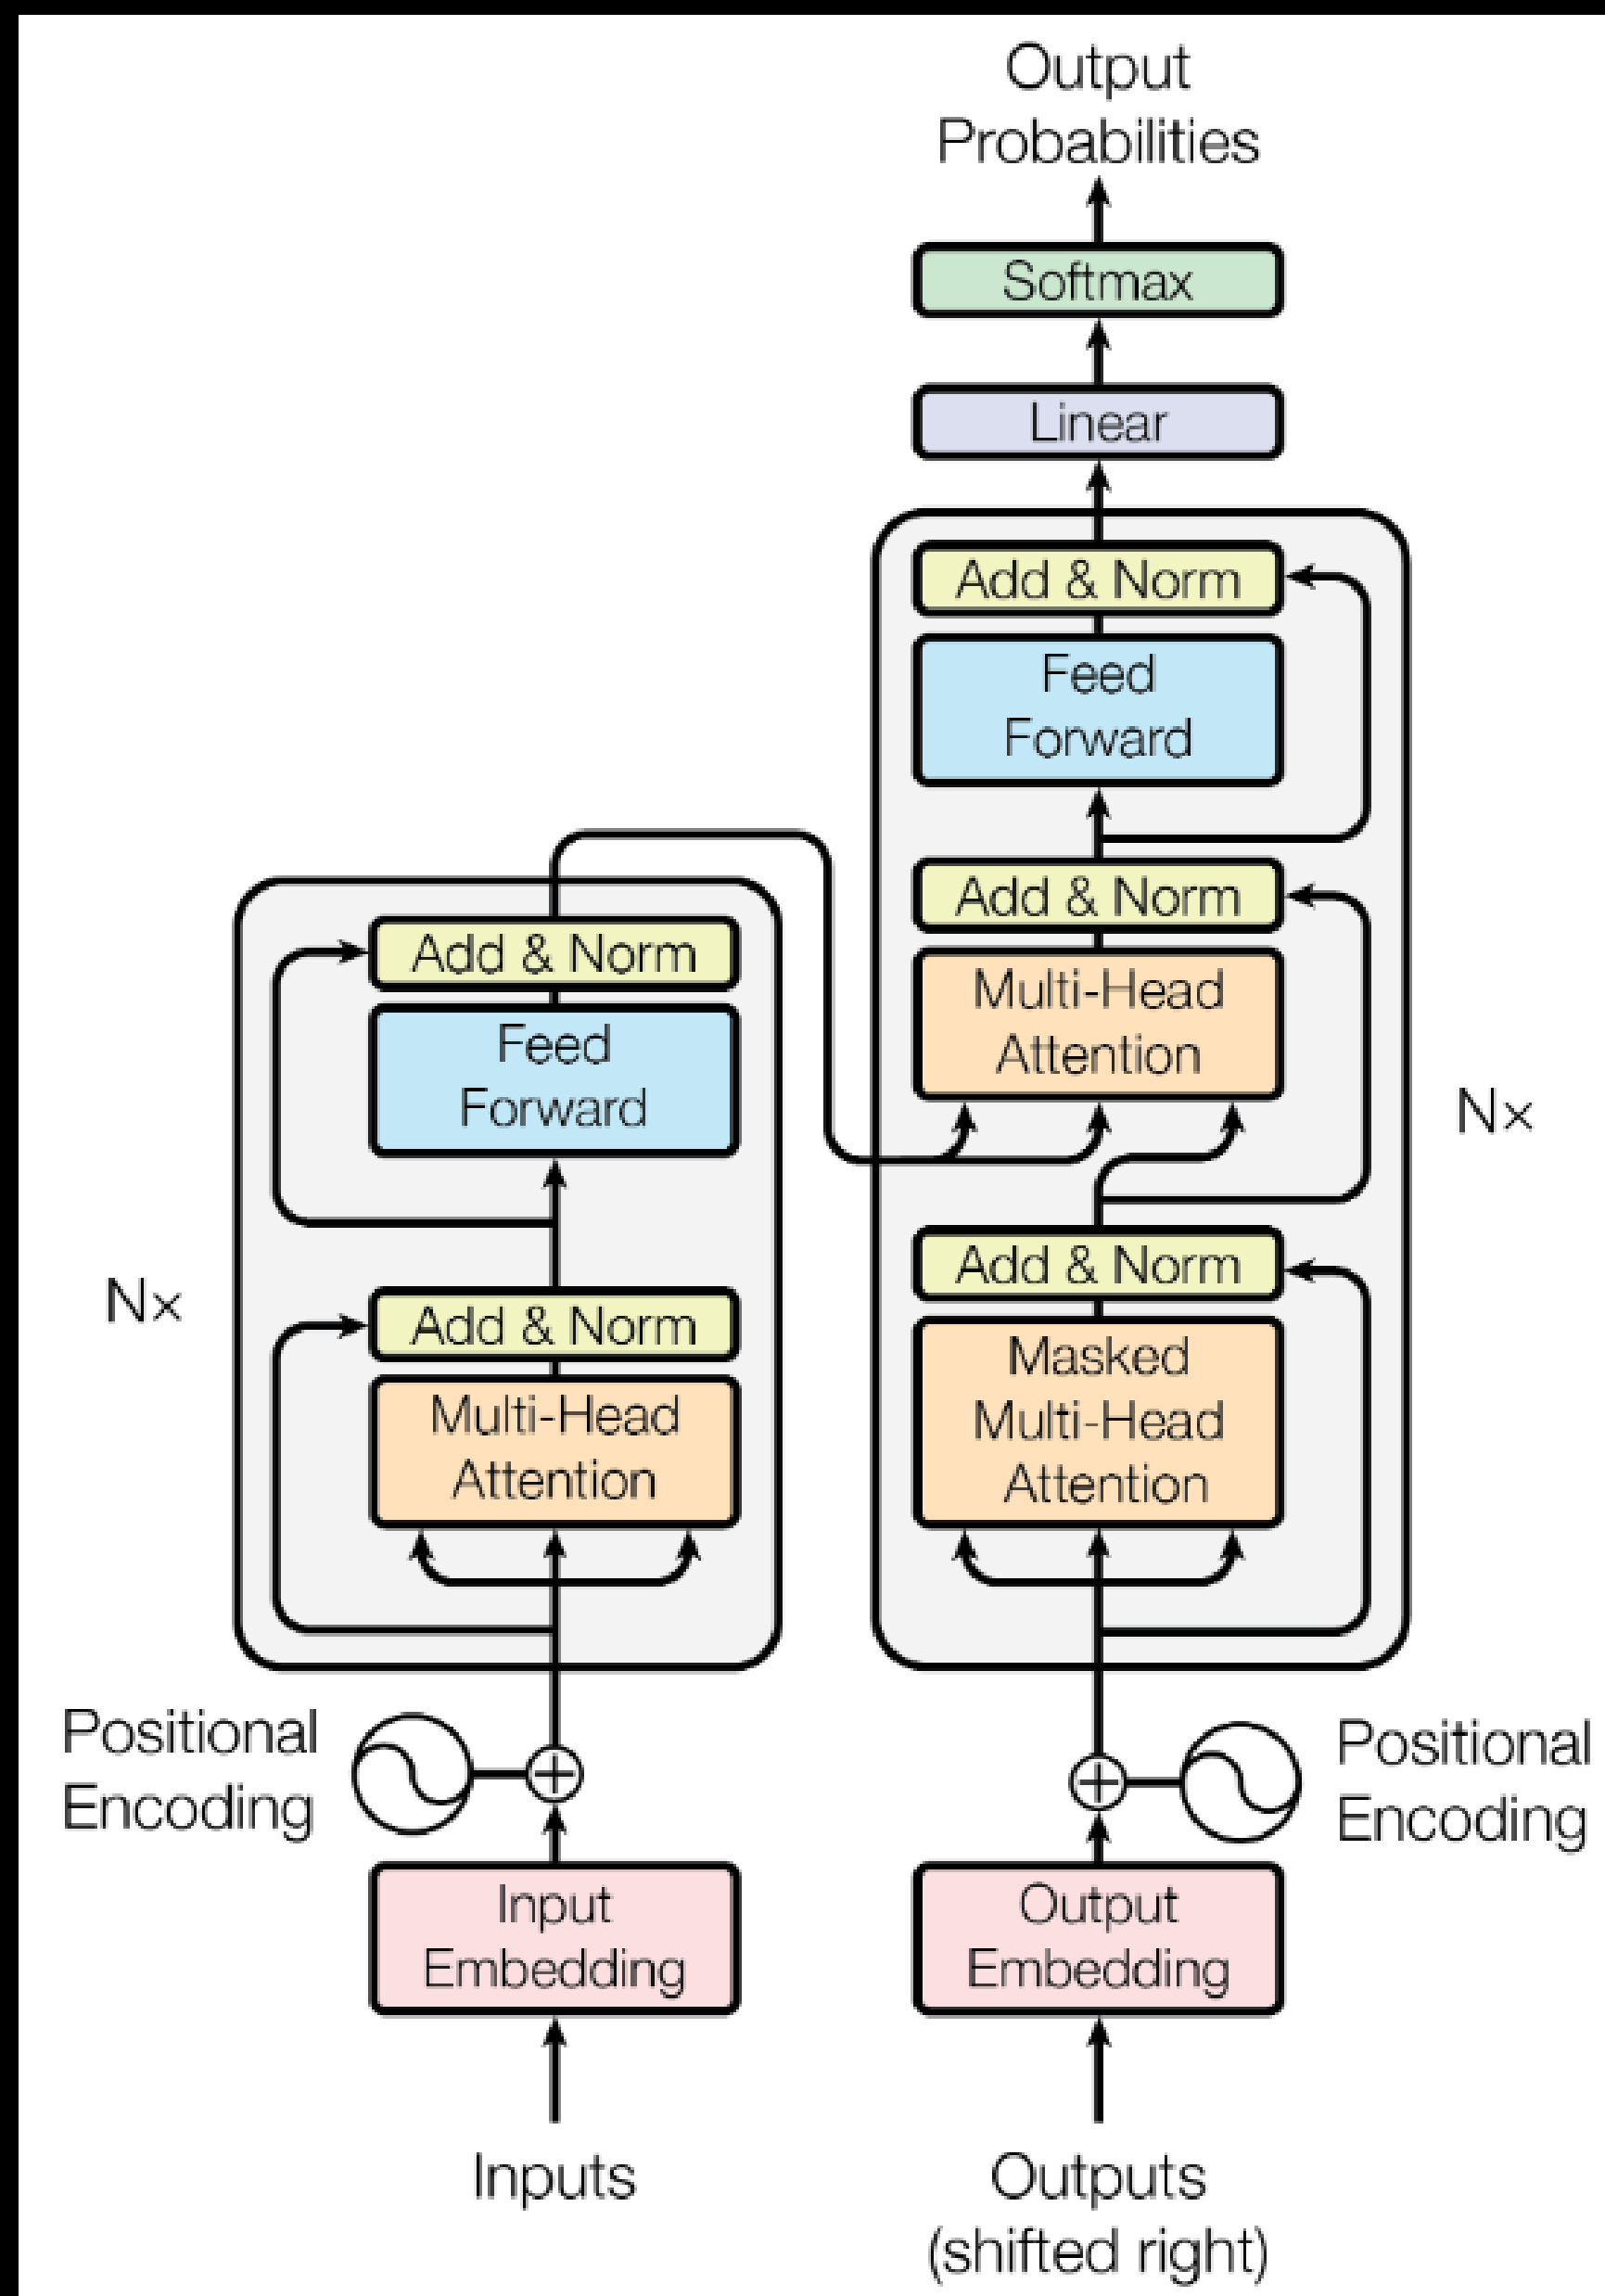 Output
Probabilities
Softmax
Linear
Add & Norm
Feed
Forward
Add & Norm
Multi-Head
Attention
N×
Add & Norm
Masked
Multi-Head
Attention
Add & Norm
Feed
Forward
N×
Add & Norm
Multi-Head
Attention
Positional
Encoding
Positional
Encoding
Input
Embedding
Output
Embedding
Inputs
Outputs
(shifted right)